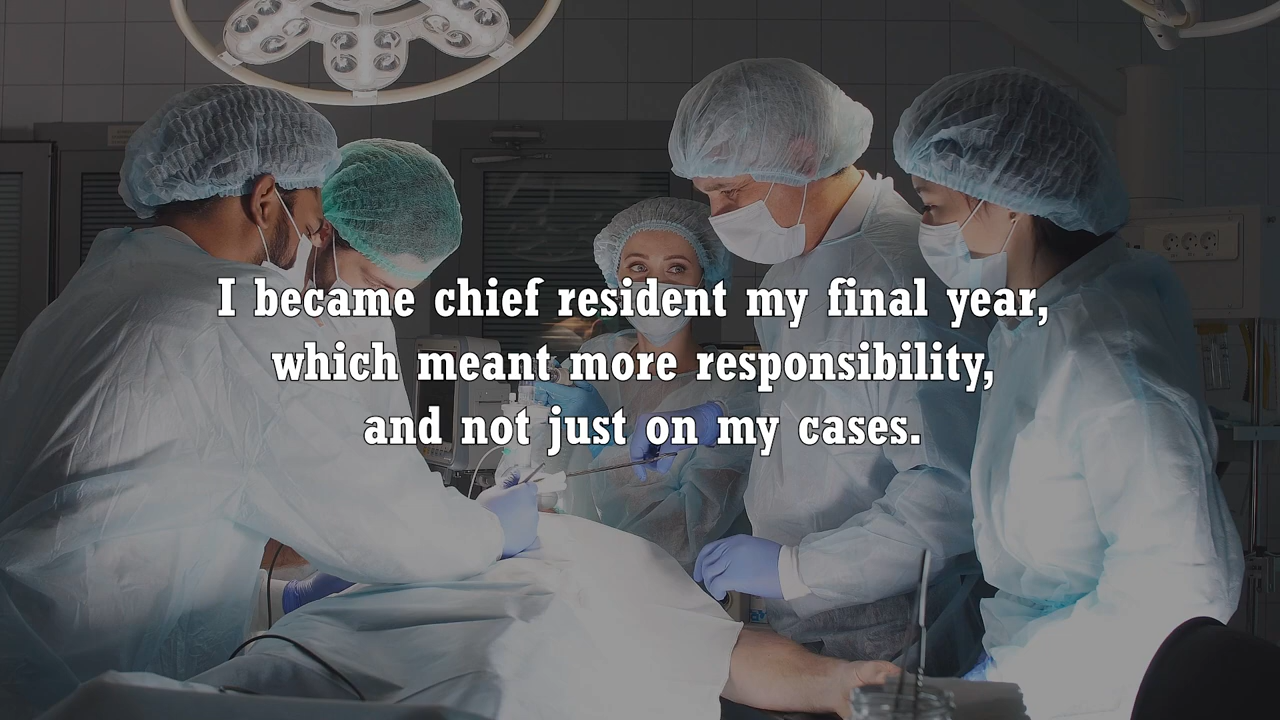 I became chief resident my final year,
which meant more responsibility,
and not just on my cases.